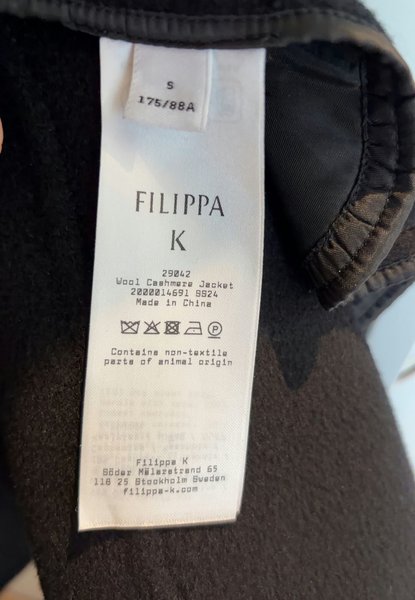 S
175/88A
FILIPPA
K
29042
Wool Cashmere Jacket
2000014691 SS24
Made in China
P
Contains non-textile
parts of animal origin
Filippa K
Söder Mälarstrand 65
118 25 Stockholm Sweden
filippa-k.com